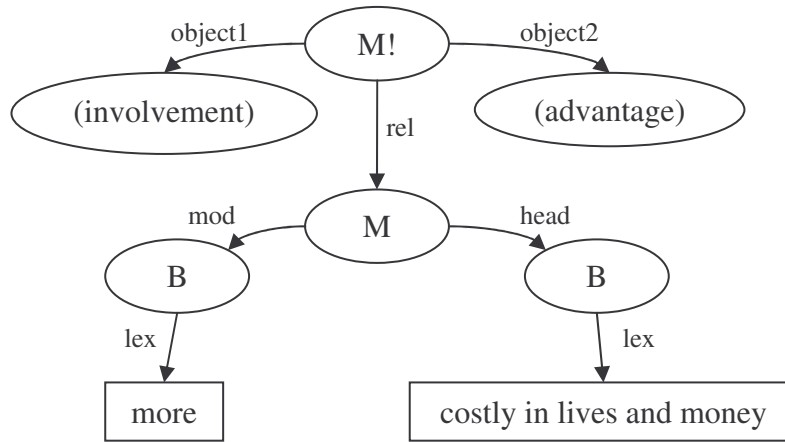 object1
M!
object2
(involvement)
(advantage)
rel
mod
M
head
B
B
lex
lex
more
costly in lives and money